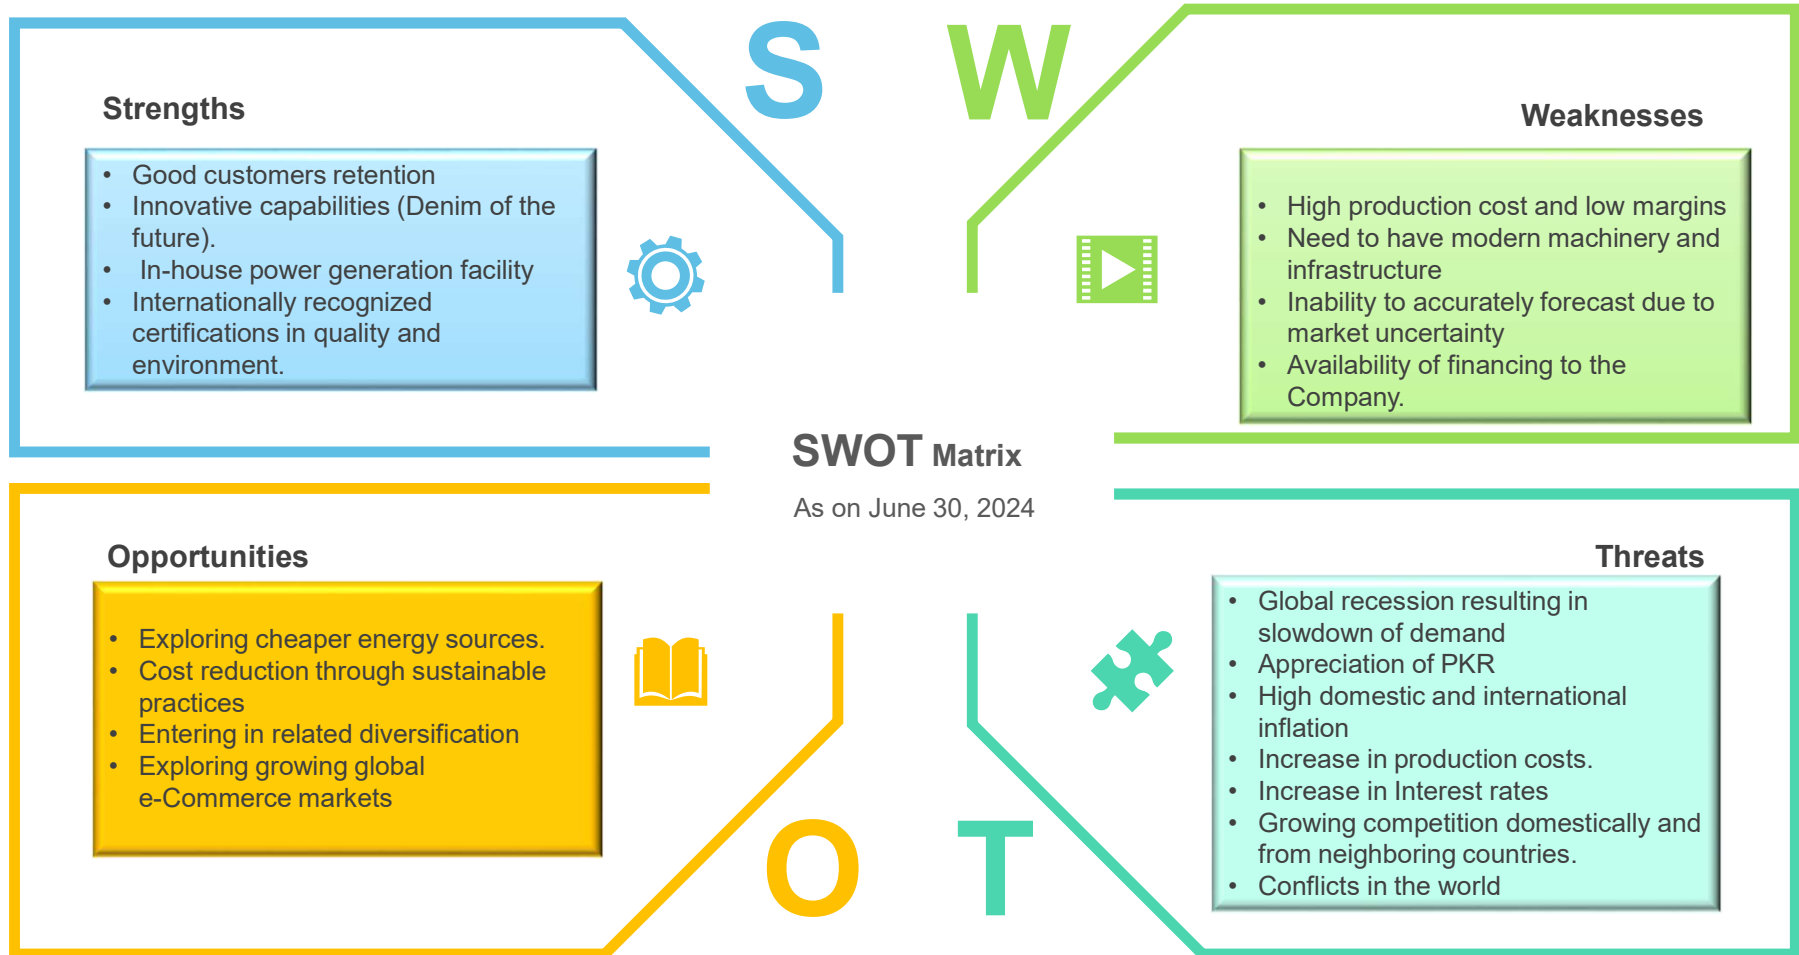 S
W
Strengths
• Good customers retention
• Innovative capabilities (Denim of the
future).
• In-house power generation facility
• Internationally recognized
certifications in quality and
environment.
Weaknesses
• High production cost and low margins
• Need to have modern machinery and
infrastructure
• Inability to accurately forecast due to
market uncertainty
• Availability of financing to the
Company.
SWOT Matrix
As on June 30, 2024
Opportunities
• Exploring cheaper energy sources.
• Cost reduction through sustainable
practices
• Entering in related diversification
• Exploring growing global
e-Commerce markets
Threats
• Global recession resulting in
slowdown of demand
• Appreciation of PKR
• High domestic and international
inflation
• Increase in production costs.
• Increase in Interest rates
• Growing competition domestically and
from neighboring countries.
• Conflicts in the world
O
T